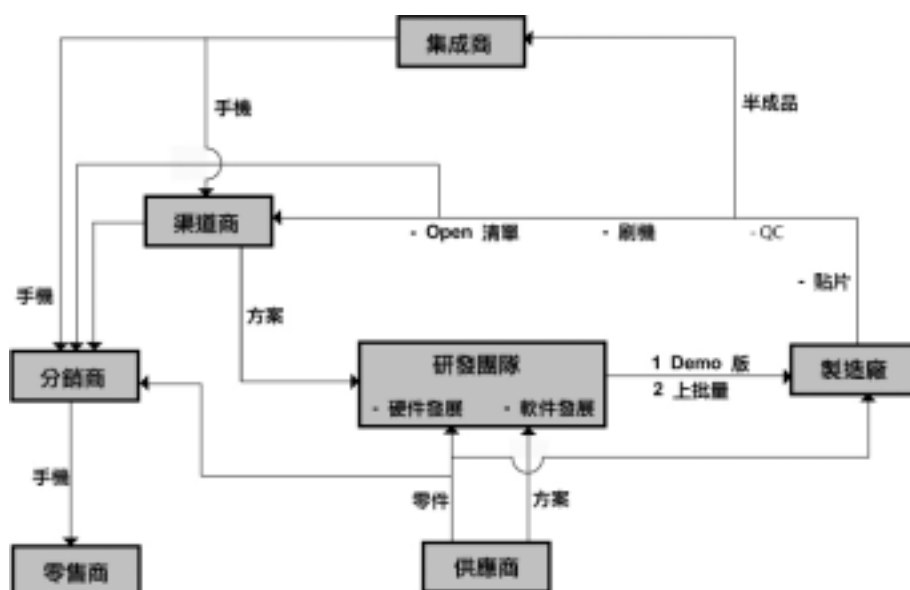 集成商
手機
半成品
渠道商
- Open 清單
- 刷機
- QC
- 貼片
手機
方案
分銷商
研發團隊
- 硬件發展
- 軟件發展
1 Demo 版
2 上批量
製造廠
手機
零件
方案
零售商
供應商